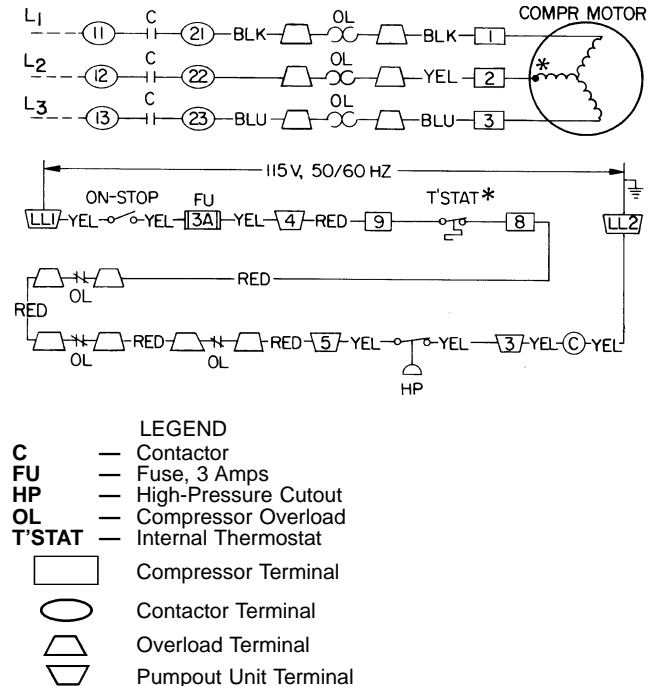 COMPR MOTOR
L1 11 C 21 BLK OL BLK 1
L2 12 C 22 OL YEL 2 *
L3 13 C 23 BLU OL BLU 3
115V, 50/60 HZ
ON-STOP FU T'STAT *
LL1 YEL YEL 3A YEL 4 RED 9 8 LL2
OL RED
RED
OL RED OL RED 5 YEL YEL 3 YEL C YEL
HP
LEGEND
C — Contactor
FU — Fuse, 3 Amps
HP — High-Pressure Cutout
OL — Compressor Overload
T'STAT — Internal Thermostat
Compressor Terminal
Contactor Terminal
Overload Terminal
Pumpout Unit Terminal